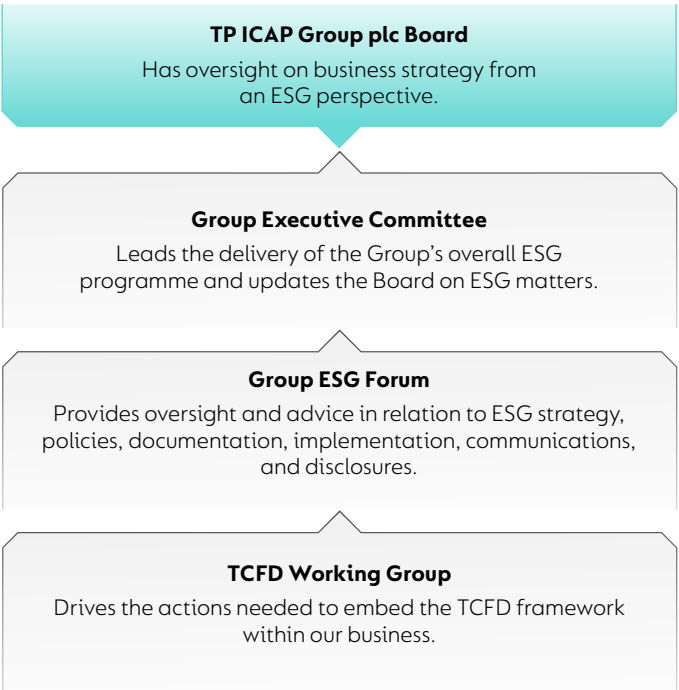 TP ICAP Group plc Board
Has oversight on business strategy from
an ESG perspective.
Group Executive Committee
Leads the delivery of the Group’s overall ESG
programme and updates the Board on ESG matters.
Group ESG Forum
Provides oversight and advice in relation to ESG strategy,
policies, documentation, implementation, communications,
and disclosures.
TCFD Working Group
Drives the actions needed to embed the TCFD framework
within our business.